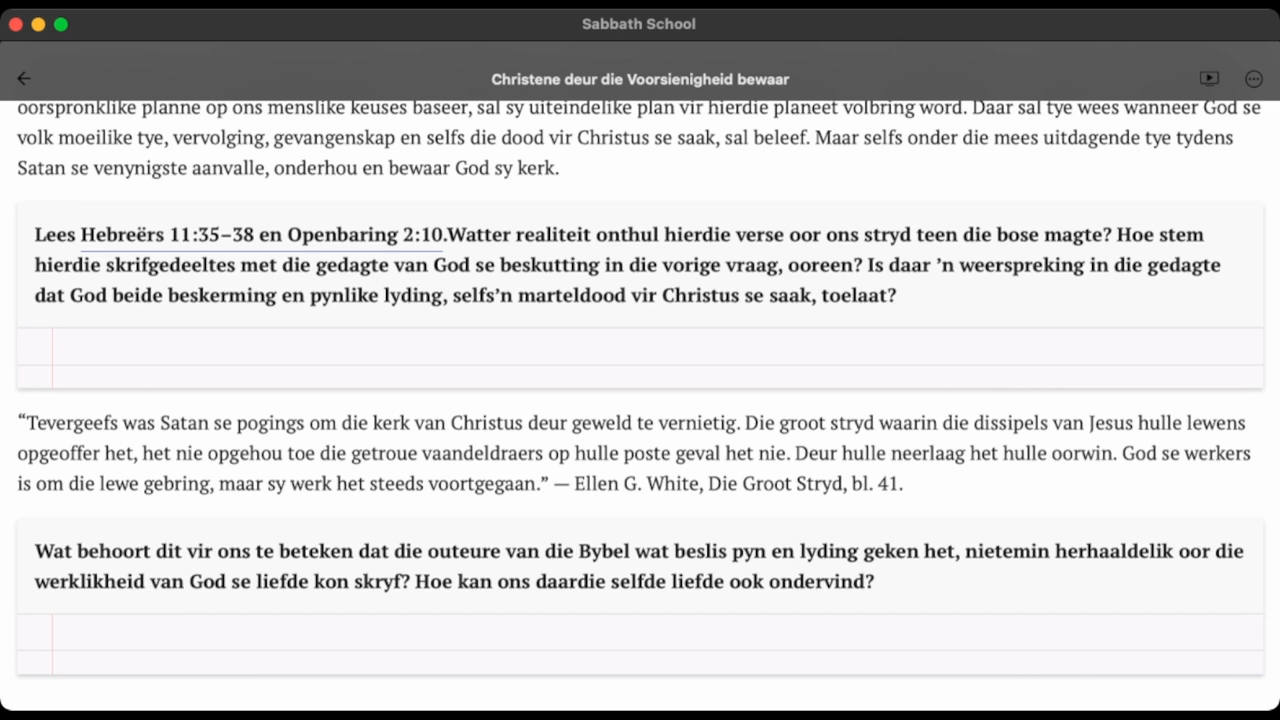 Sabbath School
Christene deur die Voorsienigheid bewaar
oorspronklike planne op ons menslike keuses baseer, sal sy uiteindelike plan vir hierdie planeet volbring word. Daar sal tye wees wanneer God se
volk moeilike tye, vervolging, gevangenskap en selfs die dood vir Christus se saak, sal beleef. Maar selfs onder die mees uitdagende tye tydens
Satan se venynigste aanvalle, onderhou en bewaar God sy kerk.
Lees Hebreërs 11:35–38 en Openbaring 2:10.Watter realiteit onthul hierdie verse oor ons stryd teen die bose magte? Hoe stem
hierdie skrifgedeeltes met die gedagte van God se beskutting in die vorige vraag, ooreen? Is daar ’n weerspreking in die gedagte
dat God beide beskerming en pynlike lyding, selfs’n marteldood vir Christus se saak, toelaat?
“Tevergeefs was Satan se pogings om die kerk van Christus deur geweld te vernietig. Die groot stryd waarin die dissipels van Jesus hulle lewens
opgeoffer het, het nie opgehou toe die getroue vaandeldraers op hulle poste geval het nie. Deur hulle neerlaag het hulle oorwin. God se werkers
is om die lewe gebring, maar sy werk het steeds voortgegaan.” — Ellen G. White, Die Groot Stryd, bl. 41.
Wat behoort dit vir ons te beteken dat die outeure van die Bybel wat beslis pyn en lyding geken het, nietemin herhaaldelik oor die
werklikheid van God se liefde kon skryf? Hoe kan ons daardie selfde liefde ook ondervind?